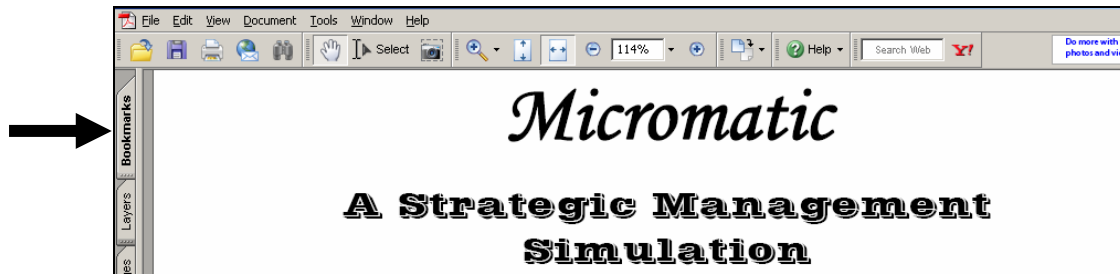 File Edit View Document Tools Window Help
Select 114% Help Search Web Y!
Do more with
photos and
Bookmarks
Layers
Micromatic
A Strategic Management
Simulation